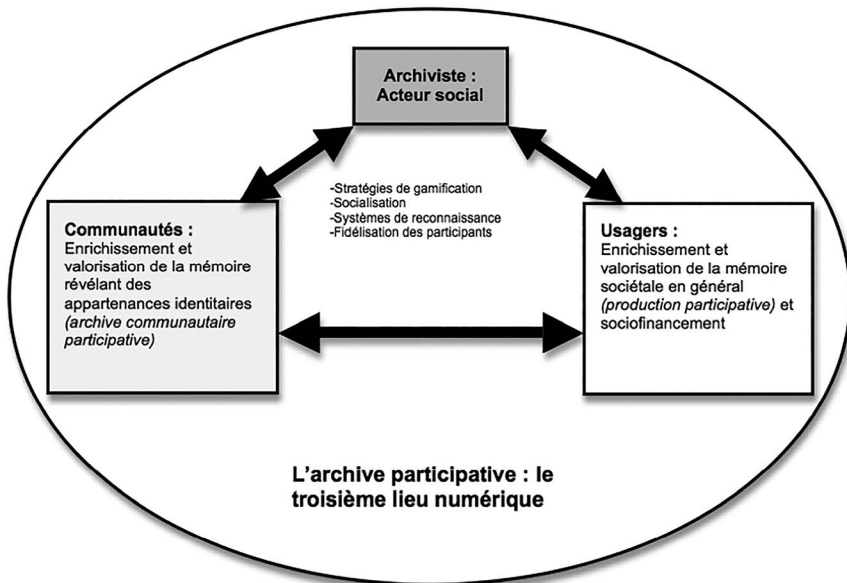 Archiviste :
Acteur social
-Stratégies de gamification
-Socialisation
-Systèmes de reconnaissance
-Fidélisation des participants
Communautés :
Enrichissement et
valorisation de la mémoire
révélant des
appartenances identitaires
(archive communautaire
participative)
Usagers :
Enrichissement et
valorisation de la mémoire
sociétale en général
(production participative) et
sociofinancement
L'archive participative : le
troisième lieu numérique